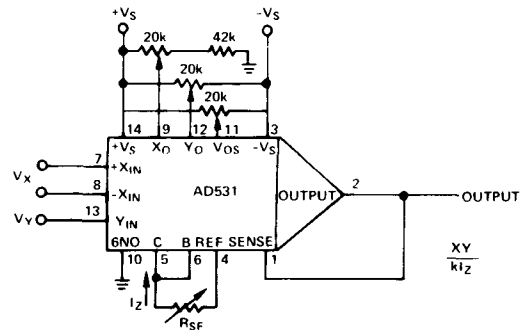 +VS -VS
20k 42k
20k
20k
14 9 12 11 3
+VS XO YO VOS -VS
VX 7 +XIN
8 -XIN
AD531 OUTPUT 2 OUTPUT
VY 13 YIN
6NO C B REF SENSE
10 5 6 4 1
IZ
RSF
XY
kIZ